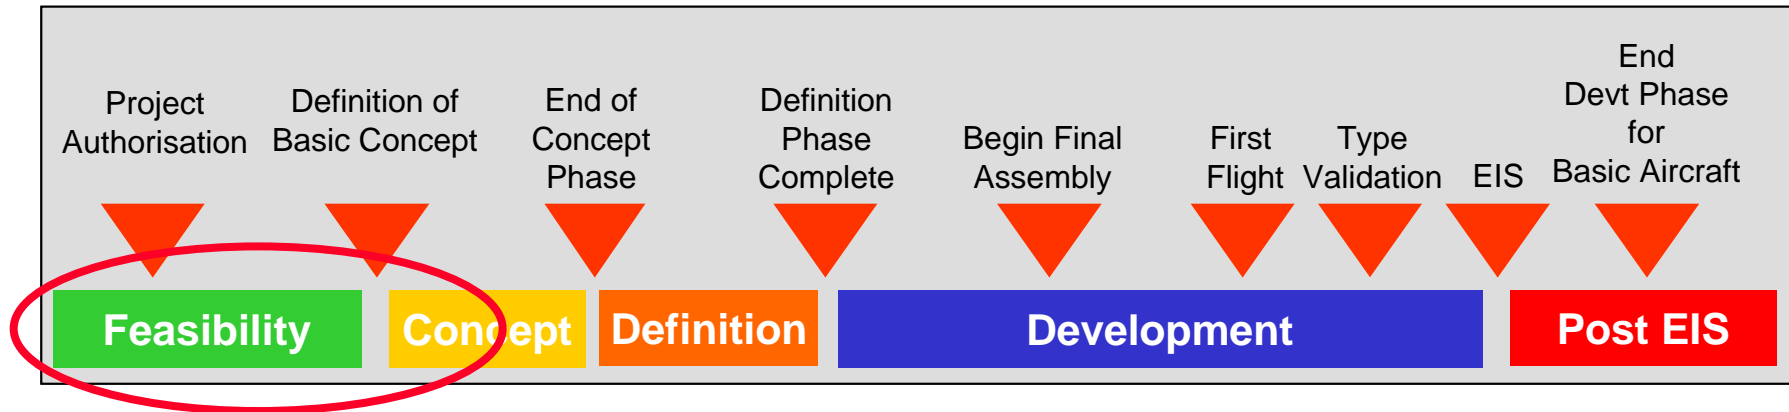 Project
Authorisation
Definition of
Basic Concept
End of
Concept
Phase
Definition
Phase
Complete
Begin Final
Assembly
First
Flight
Type
Validation
EIS
End
Devt Phase
for
Basic Aircraft
Feasibility
Concept
Definition
Development
Post EIS